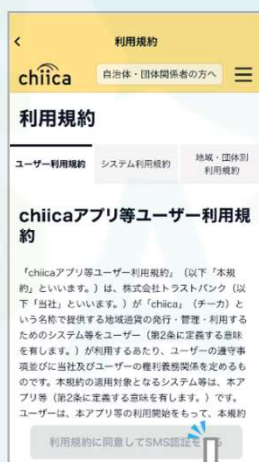 利用規約
chiica
自治体・団体関係者の方へ
利用規約
ユーザー利用規約
システム利用規約
地域・団体別
利用規約
chiicaアプリ等ユーザー利用規
約
「chiicaアプリ等ユーザー利用規約」（以下「本規
約」といいます。）は、株式会社トラストバンク（以
下「当社」といいます。）が「chiica」（チーカ）と
いう名称で提供する地域通貨の発行・管理・利用する
ためのシステム等をユーザー（第2条に定義する意味
を有します。）が利用するあたり、ユーザーの遵守事
項並びに当社及びユーザーの権利義務関係を定めるも
のです。本規約の適用対象となるシステム等は、本ア
プリ等（第2条に定義する意味を有します。）です。
ユーザーは、本アプリ等の利用開始をもって、本規約
利用規約に同意してSMS認証を